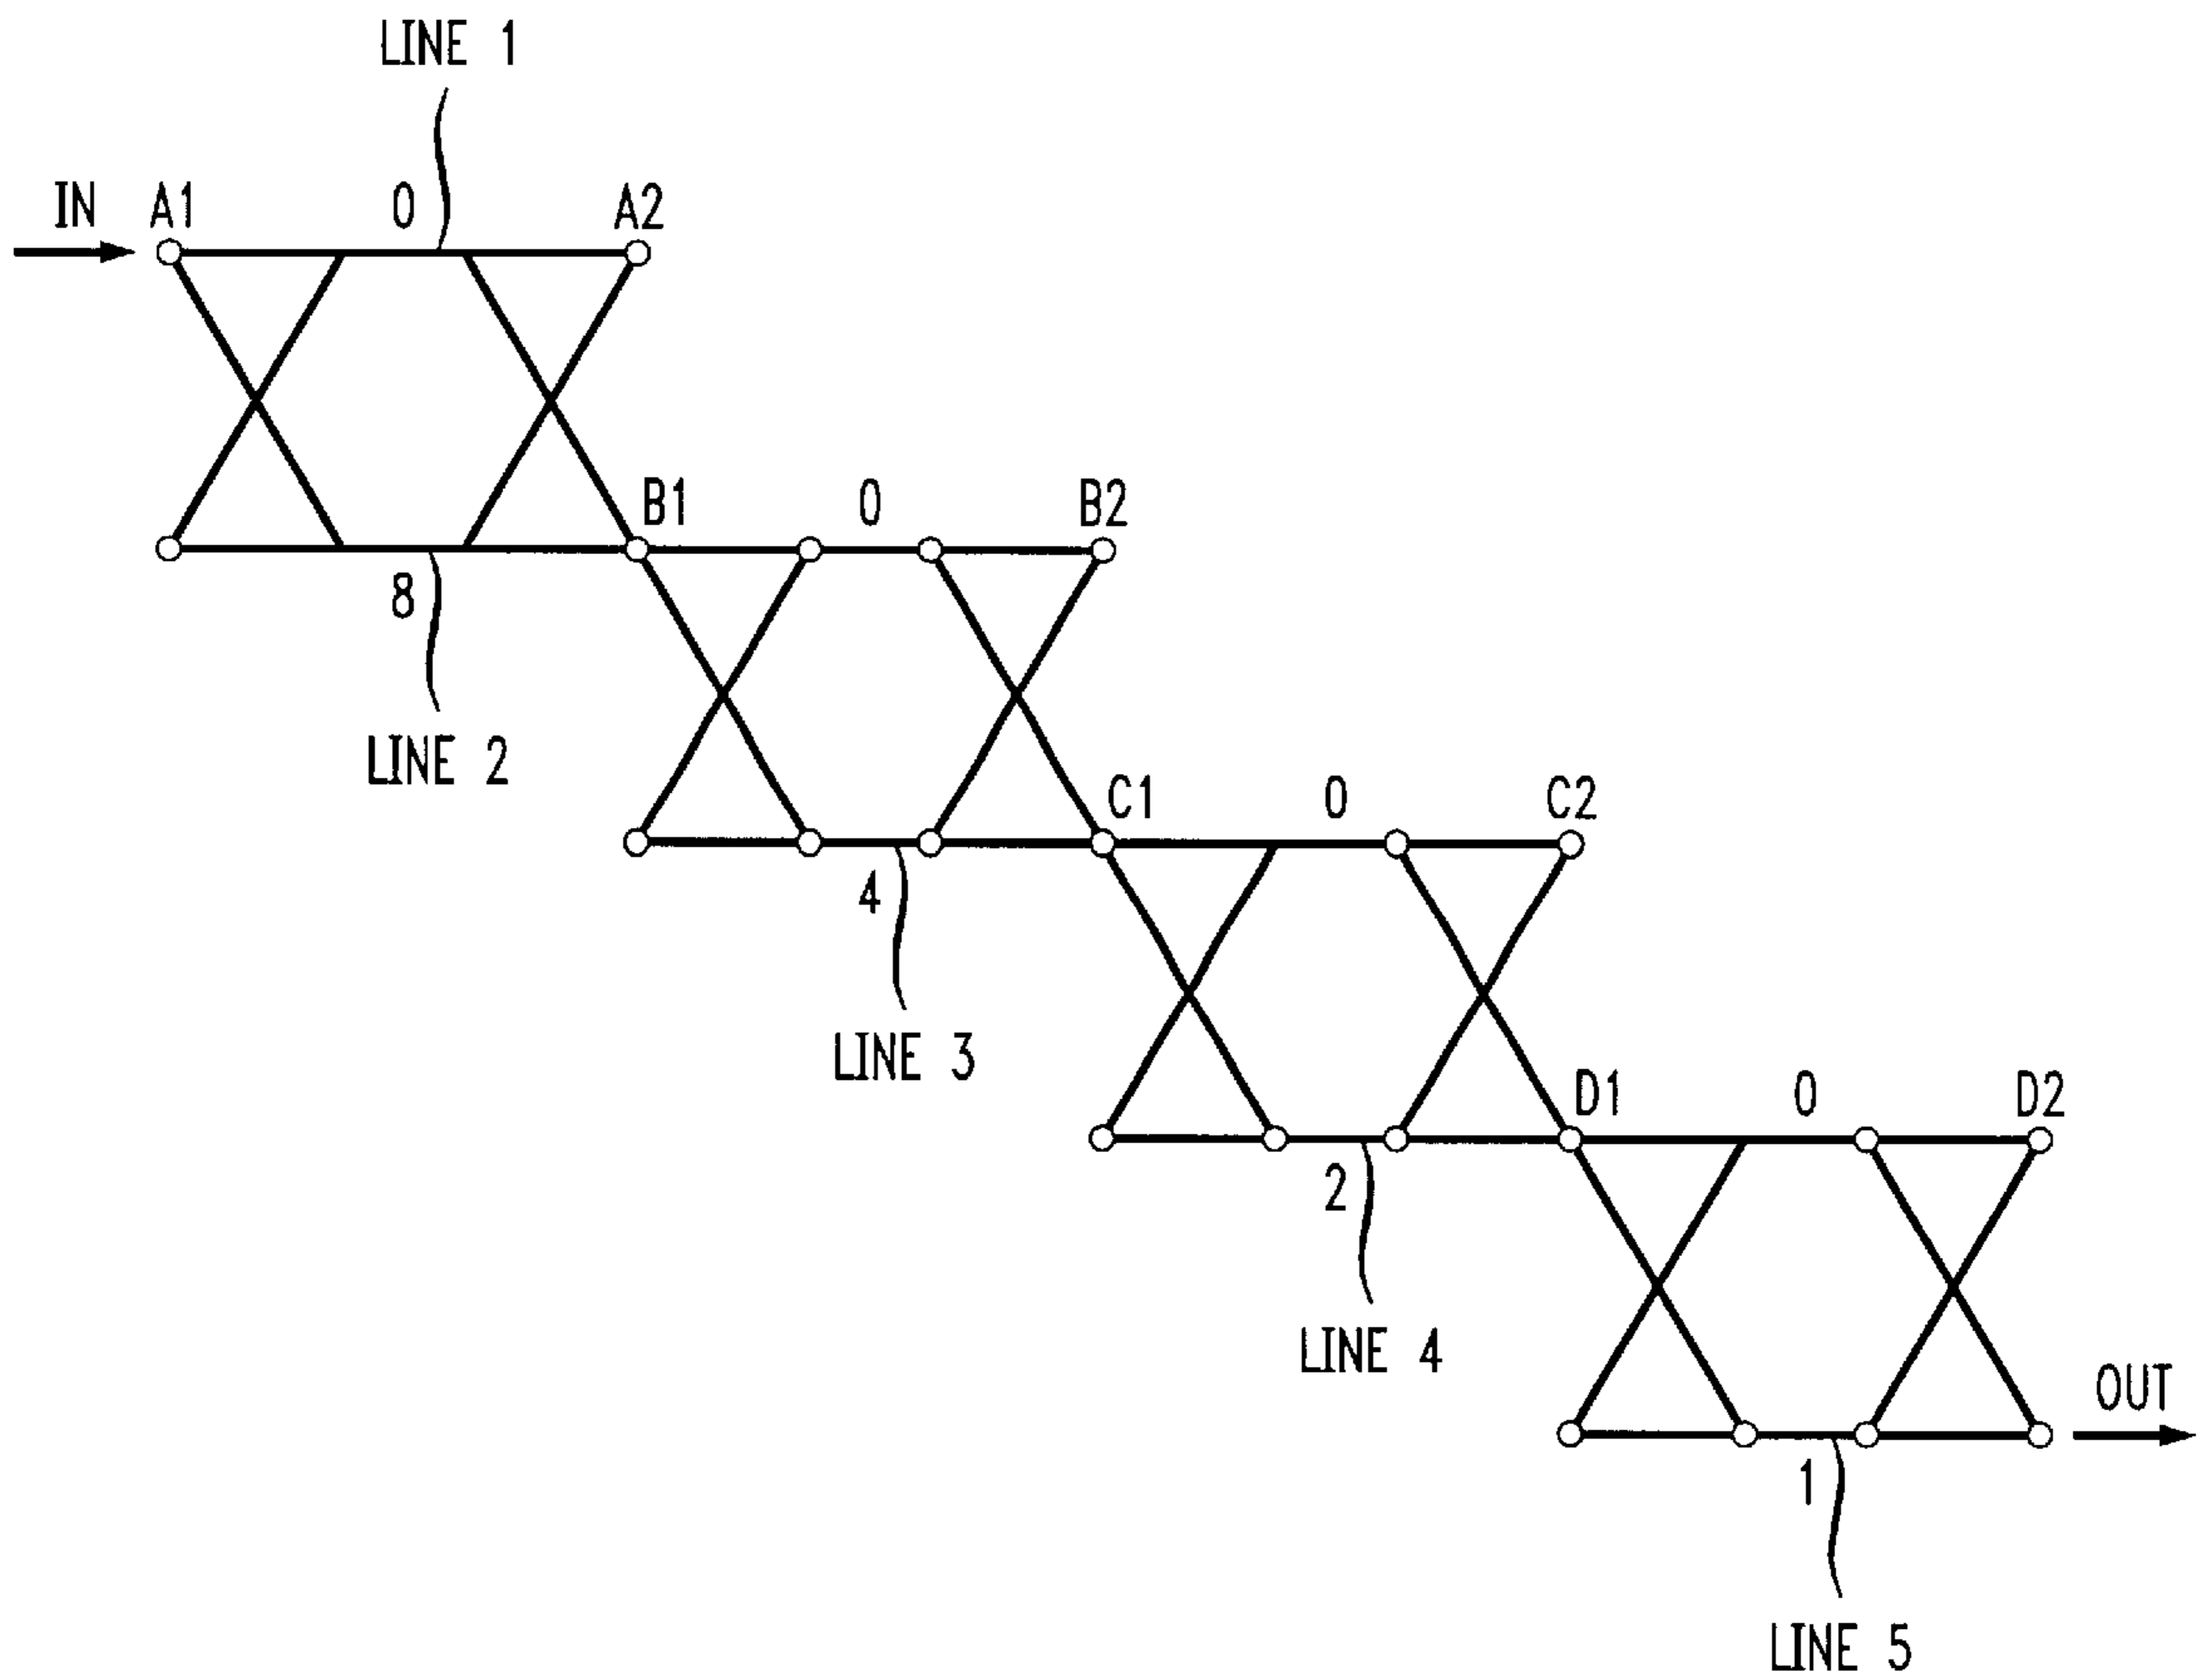 LINE 1
IN A1 0 A2
B1 0 B2
8
LINE 2
C1 0 C2
4
LINE 3
D1 0 D2
2
LINE 4
OUT
1
LINE 5